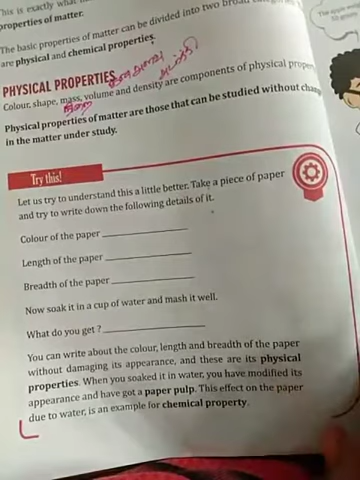 This is exactly what
properties of matter.
The basic properties of matter can be divided into two broad
are physical and chemical properties.
PHYSICAL PROPERTIES
Colour, shape, mass, volume and density are components of physical
Physical properties of matter are those that can be studied without
in the matter under study.
Try this!
Let us try to understand this a little better. Take a piece of paper
and try to write down the following details of it.
Colour of the paper
Length of the paper
Breadth of the paper
Now soak it in a cup of water and mash it well.
What do you get ?
You can write about the colour, length and breadth of the paper
without damaging its appearance, and these are its physical
properties. When you soaked it in water, you have modified its
appearance and have got a paper pulp. This effect on the paper
due to water, is an example for chemical property.